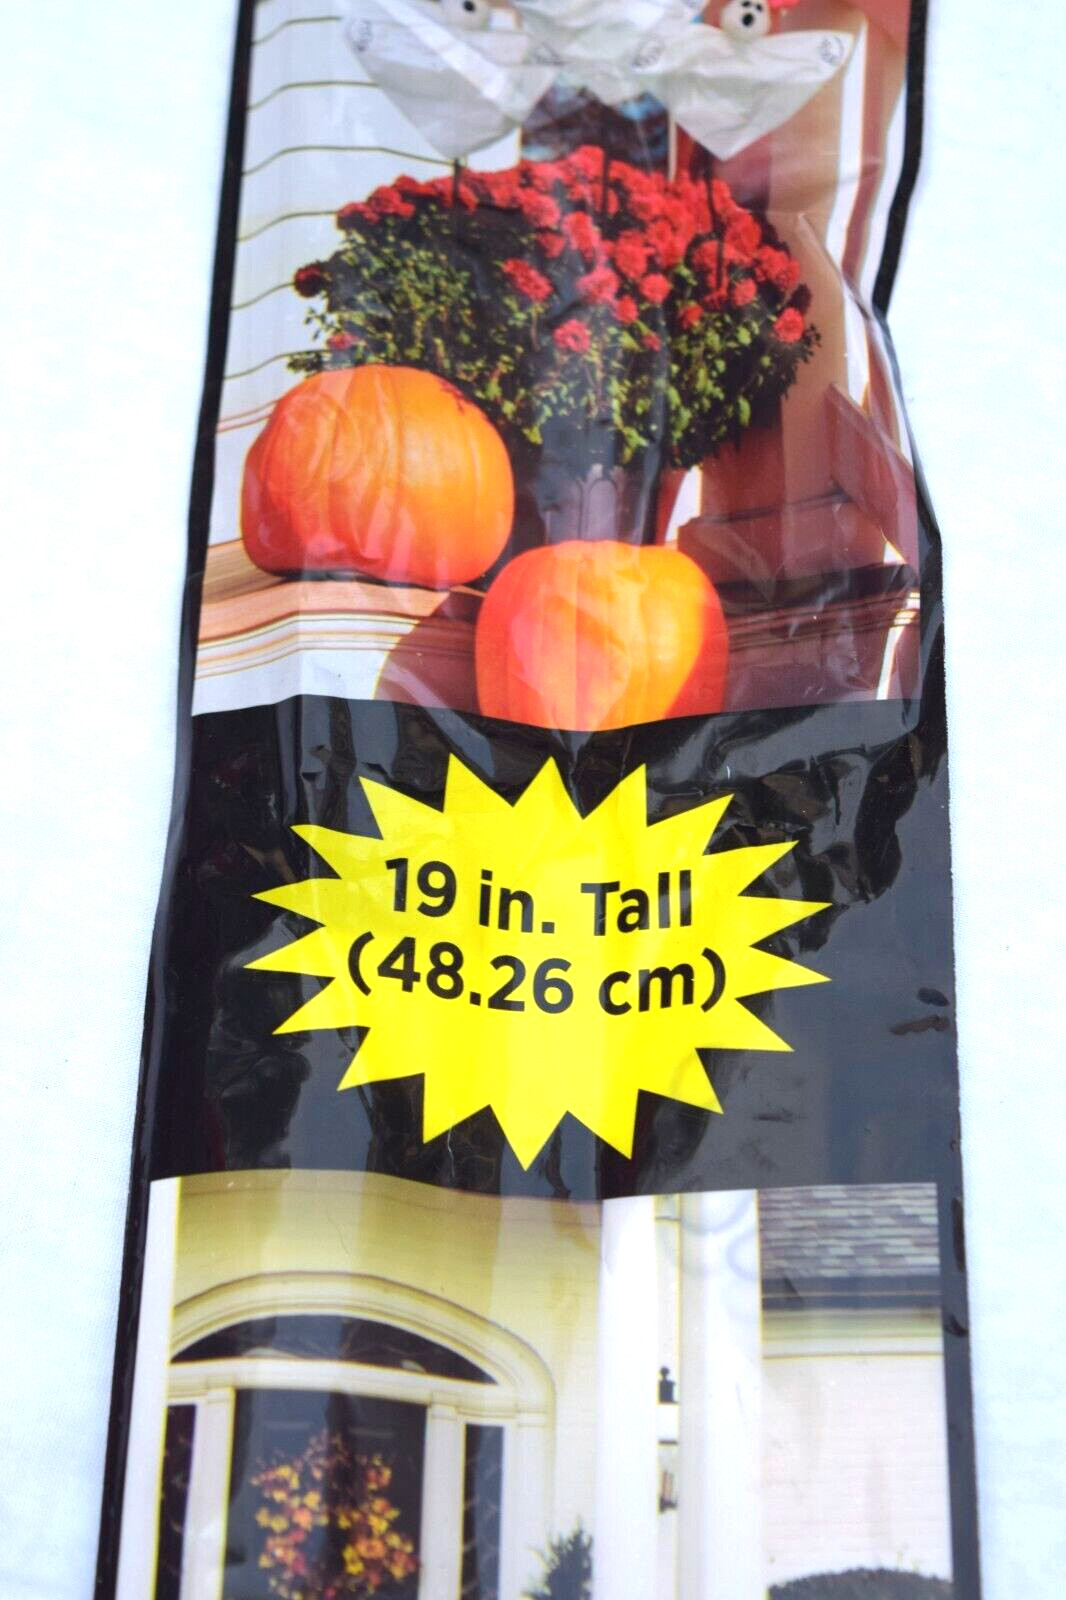 19 in. Tall
(48.26 cm)